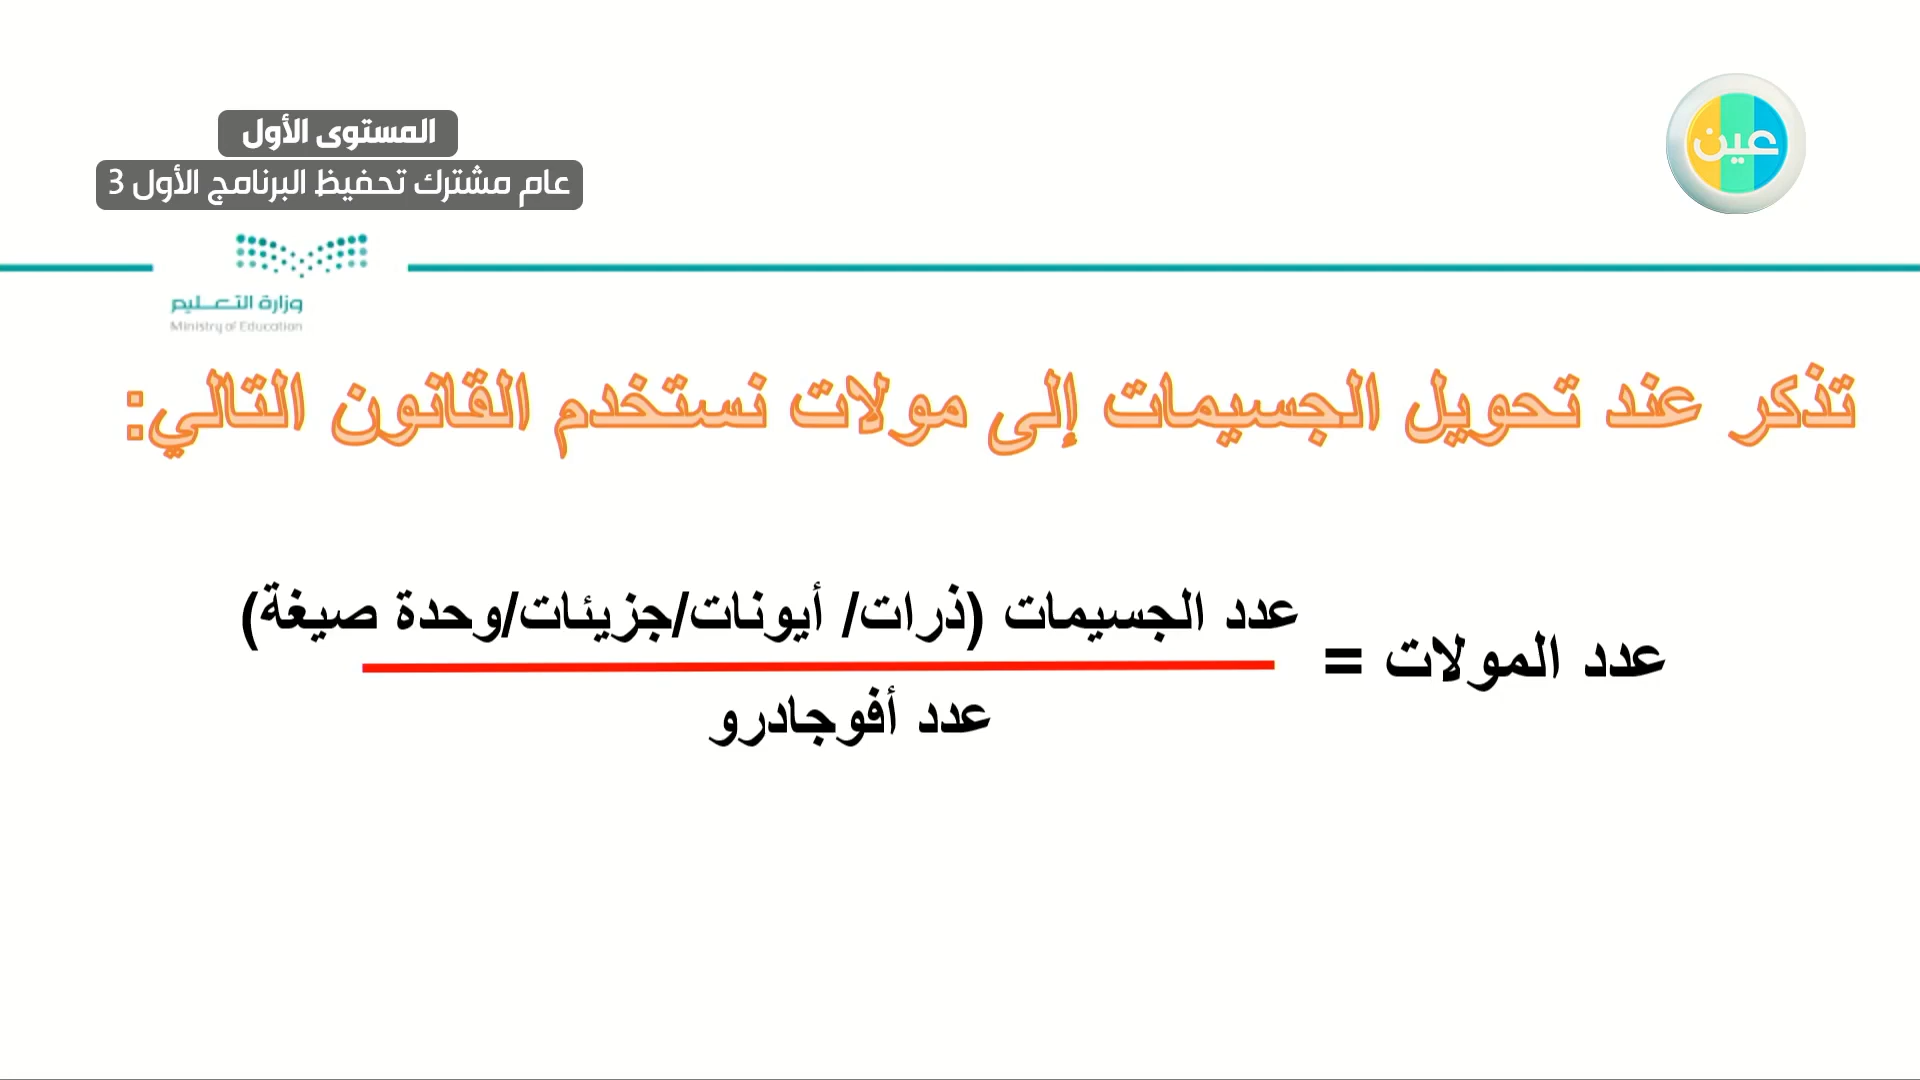 عين
المستوى الأول
عام مشترك تحفيظ البرنامج الأول 3
وزارة التعليم
Ministry of Education
تذكر عند تحويل الجسيمات إلى مولات نستخدم القانون التالي:
عدد المولات = عدد الجسيمات (ذرات/ أيونات/جزيئات/وحدة صيغة)
عدد أفوجادرو